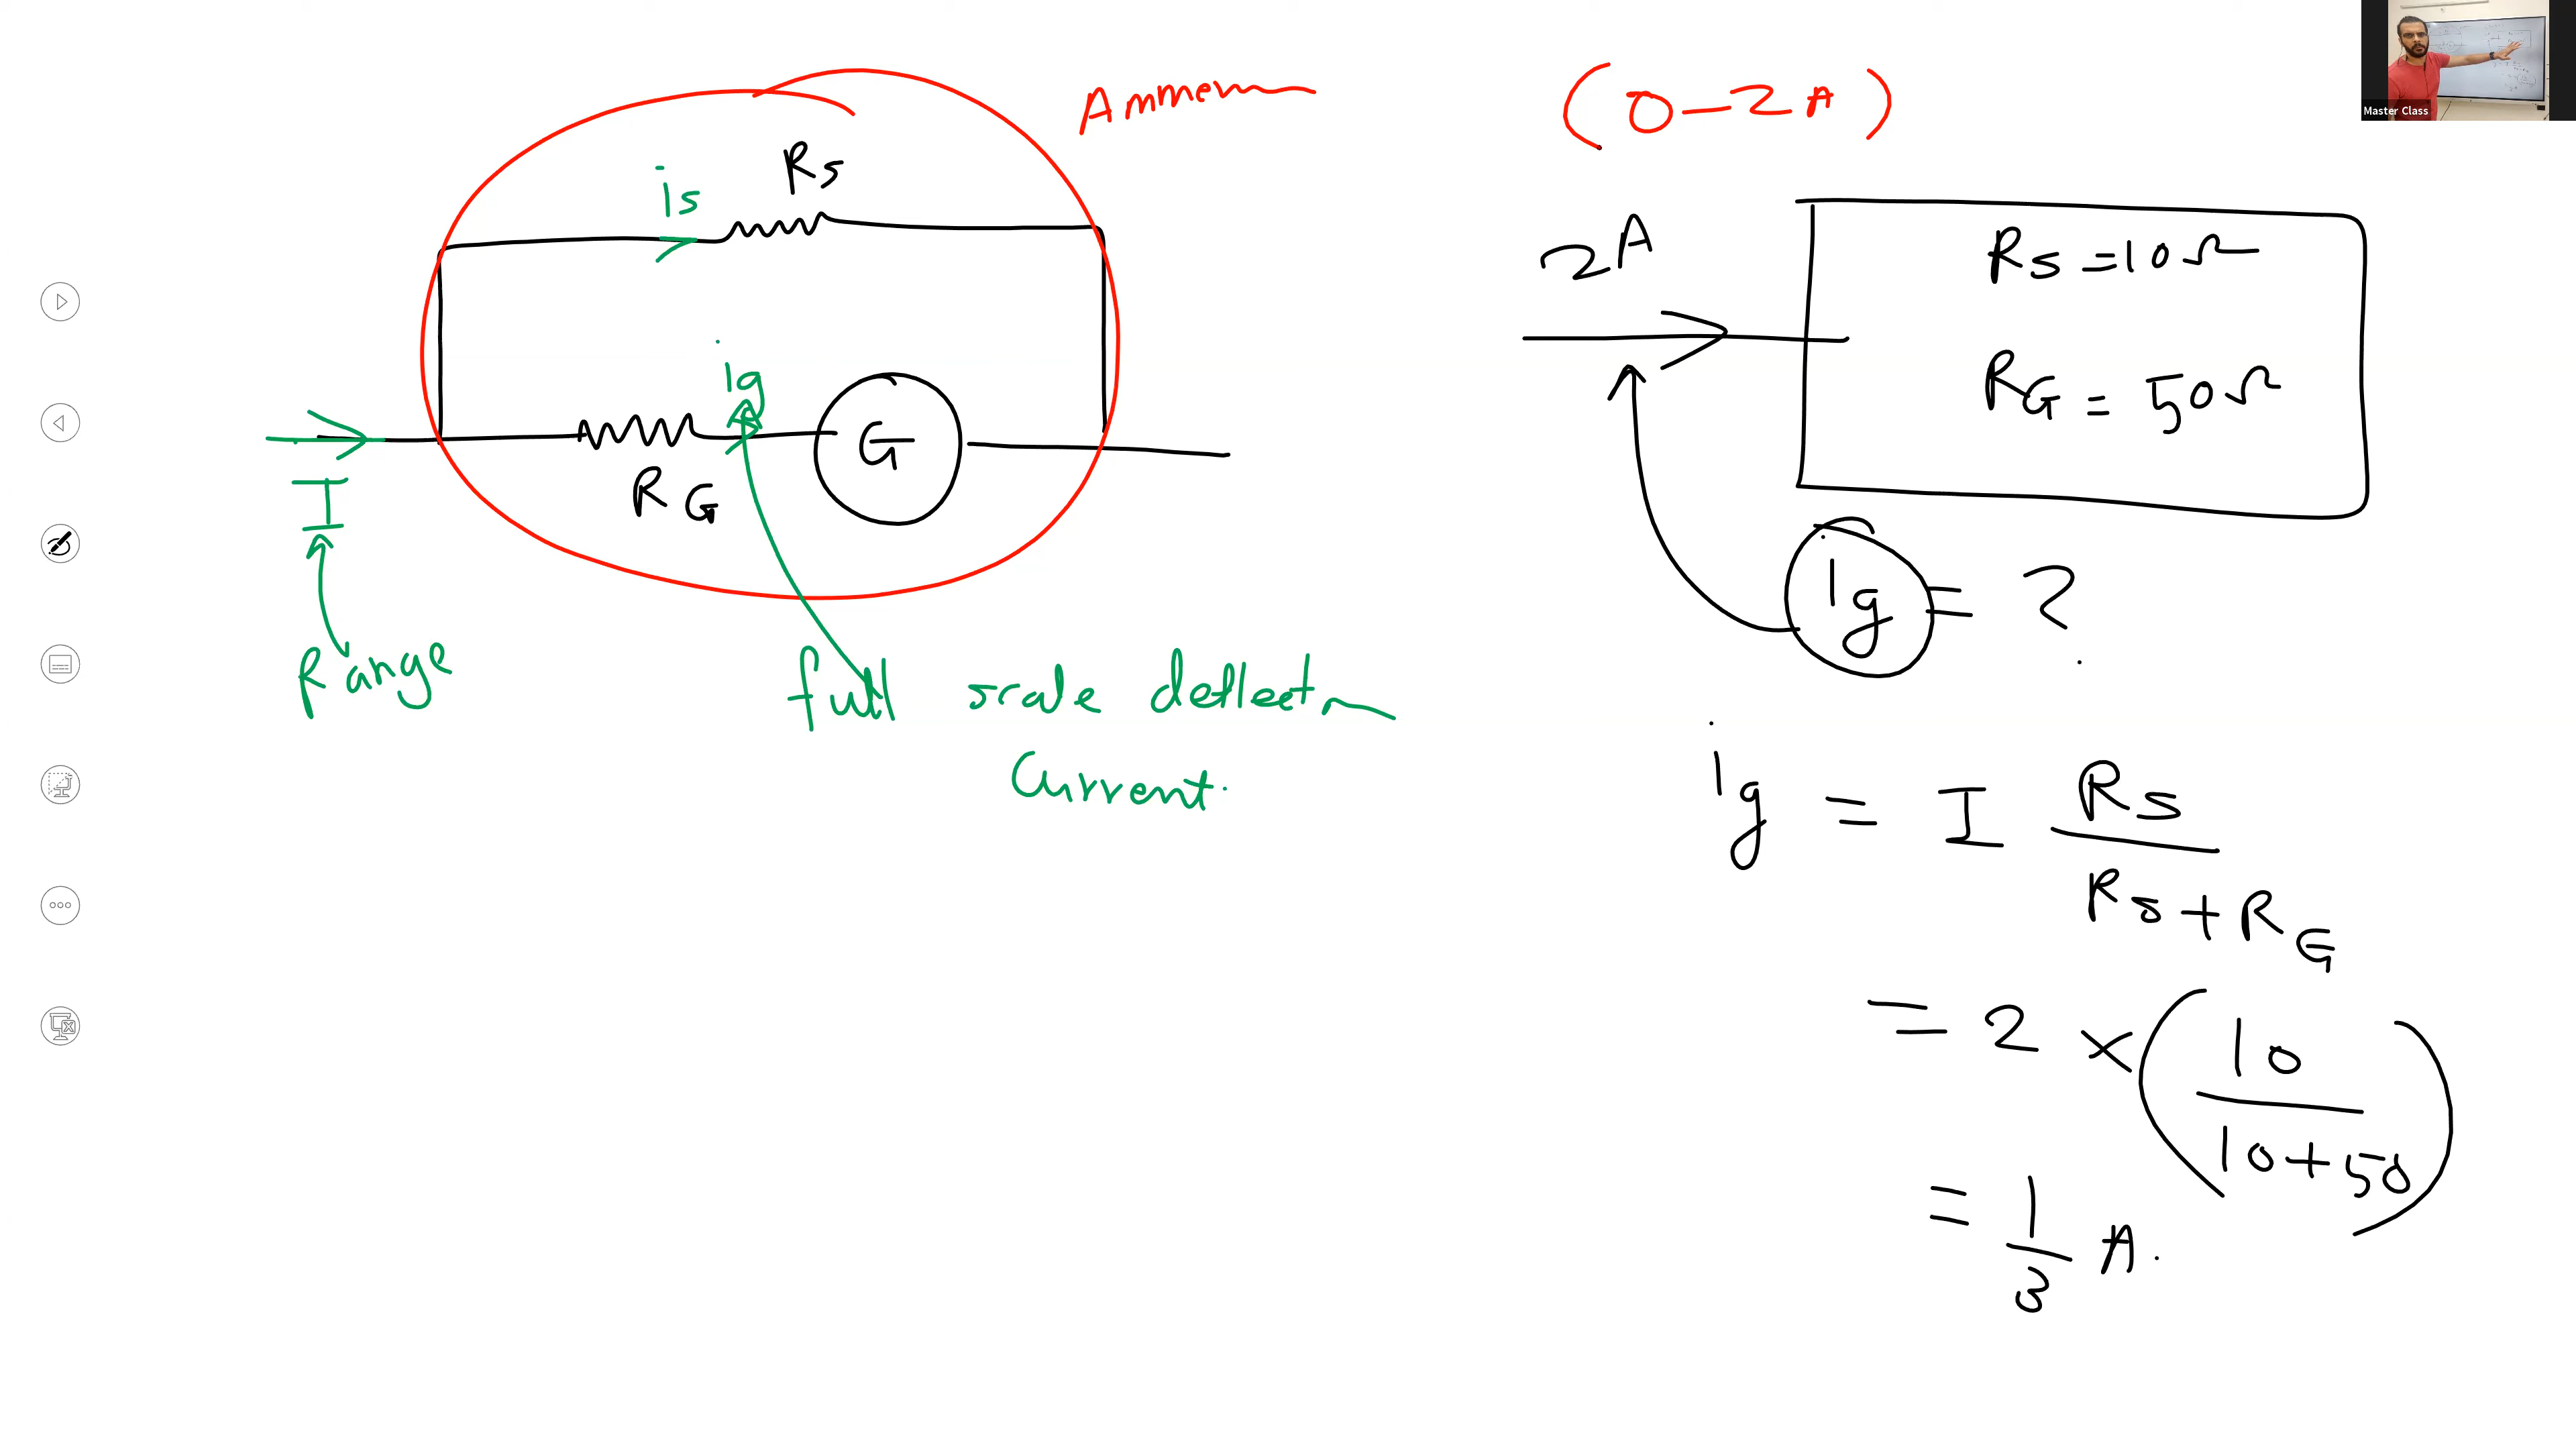 Ammeter
(0-2A)
Rs
is
2A
Rs = 10Ω
RG = 50Ω
ig
G
RG
I
Range
full scale deflectn
Current.
ig = ?
ig = I Rs
Rs + RG
= 2 × (10
10+50)
= 1
3 A.
Master Class